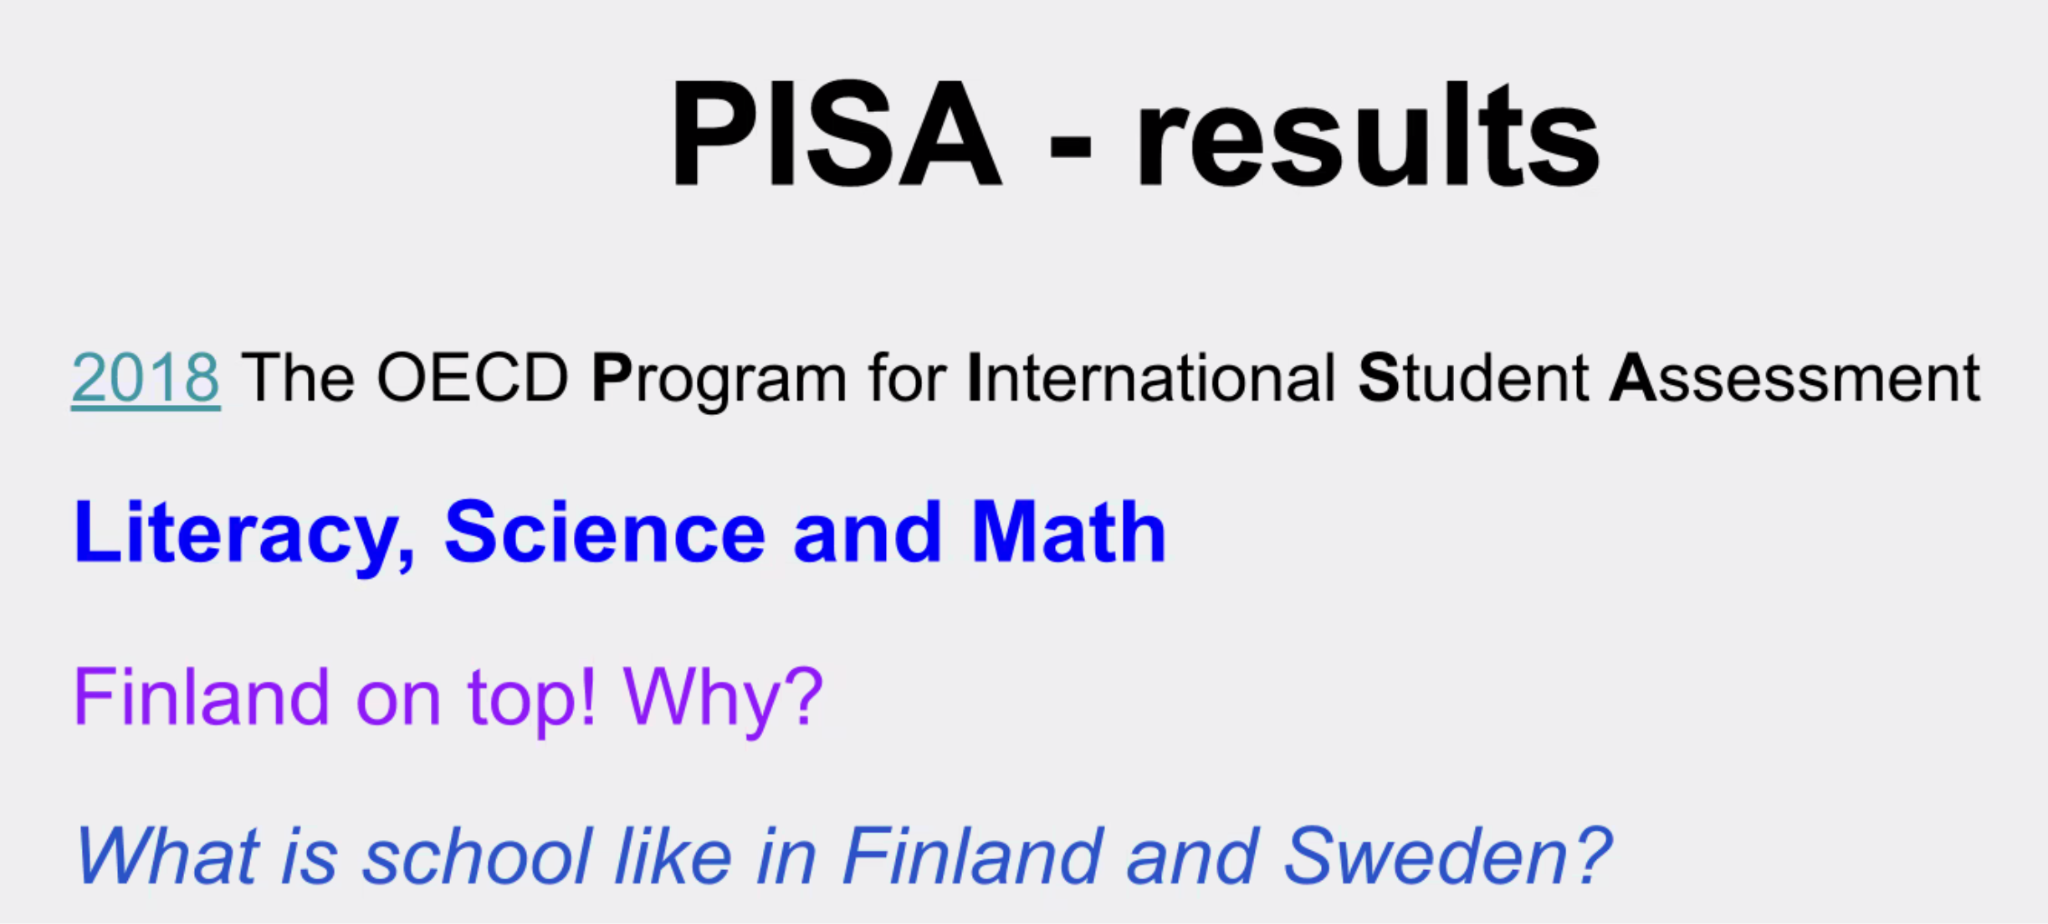 PISA - results
2018 The OECD Program for International Student Assessment
Literacy, Science and Math
Finland on top! Why?
What is school like in Finland and Sweden?